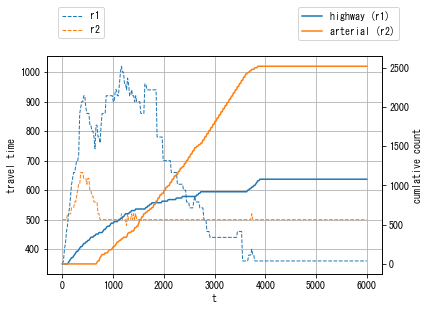 r1
r2
highway (r1)
arterial (r2)
1000
900
800
700
600
500
400
travel time
2500
2000
1500
1000
500
0
cumlative count
0
1000
2000
3000
4000
5000
6000
t